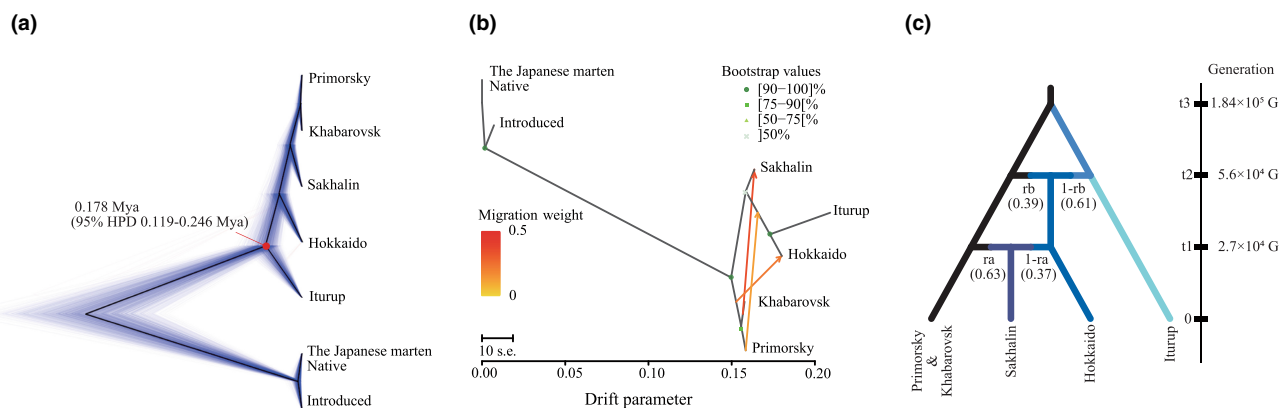 (a)
Primorsky
Khabarovsk
Sakhalin
0.178 Mya
(95% HPD 0.119-0.246 Mya)
Hokkaido
Iturup
The Japanese marten
Native
Introduced
(b)
The Japanese marten
Native
Introduced
Bootstrap values
[90−100]%
[75−90[%
[50−75[%
]50%
Sakhalin
Iturup
Hokkaido
Khabarovsk
Primorsky
Migration weight
0.5
0
10 s.e.
0.00 0.05 0.10 0.15 0.20
Drift parameter
(c)
Generation
t3 1.84×10⁵ G
t2 5.6×10⁴ G
rb 1-rb
(0.39) (0.61)
t1 2.7×10⁴ G
ra 1-ra
(0.63) (0.37)
0
Primorsky
&
Khabarovsk
Sakhalin
Hokkaido
Iturup